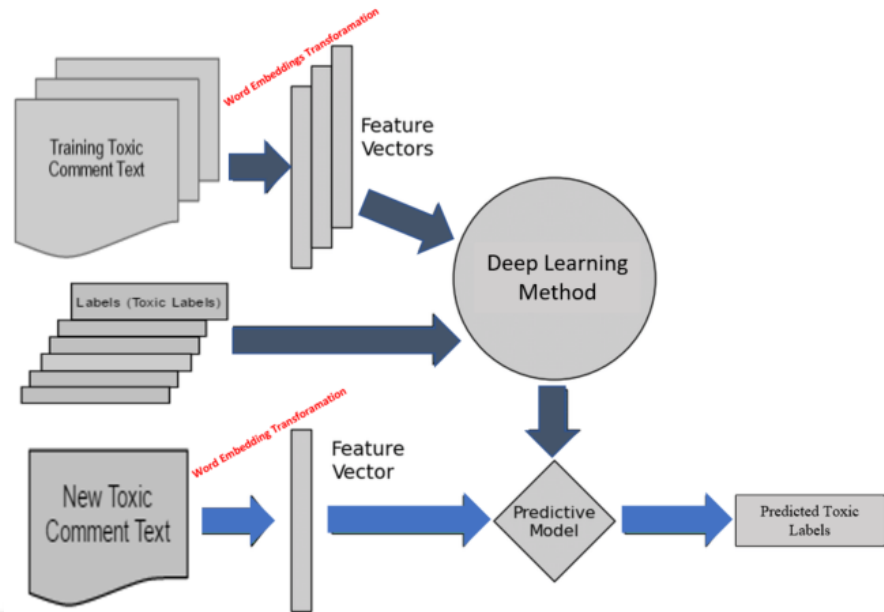 Word Embeddings Transforamation
Training Toxic
Comment Text
Feature
Vectors
Deep Learning
Method
Labels (Toxic Labels)
Word Embedding Transforamation
New Toxic
Comment Text
Feature
Vector
Predictive
Model
Predicted Toxic
Labels